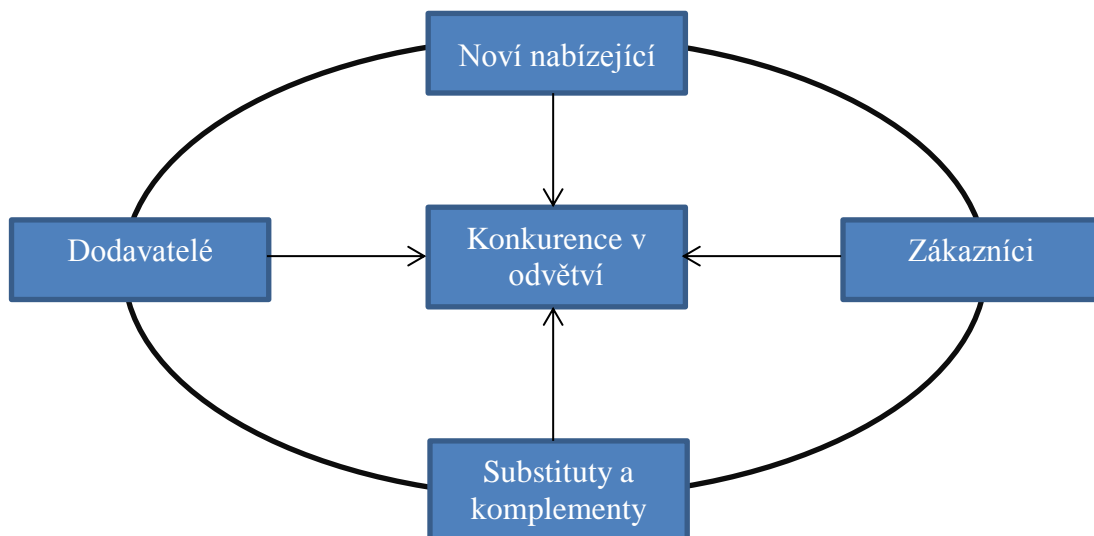 Noví nabízející
Dodavatelé
Konkurence v
odvětví
Zákazníci
Substituty a
komplementy